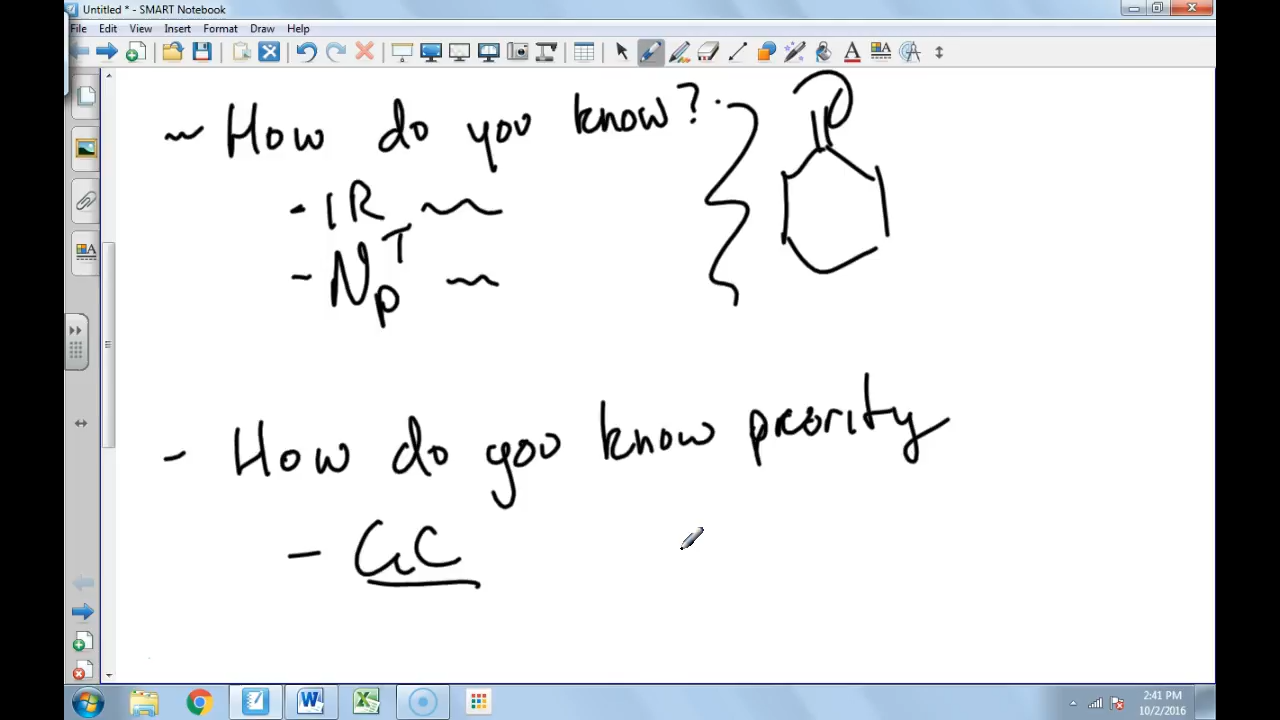 Untitled * - SMART Notebook
File Edit View Insert Format Draw Help
~ How do you know?
- IR
- N
- How do you know priority
- GC
2:41 PM
10/2/2016